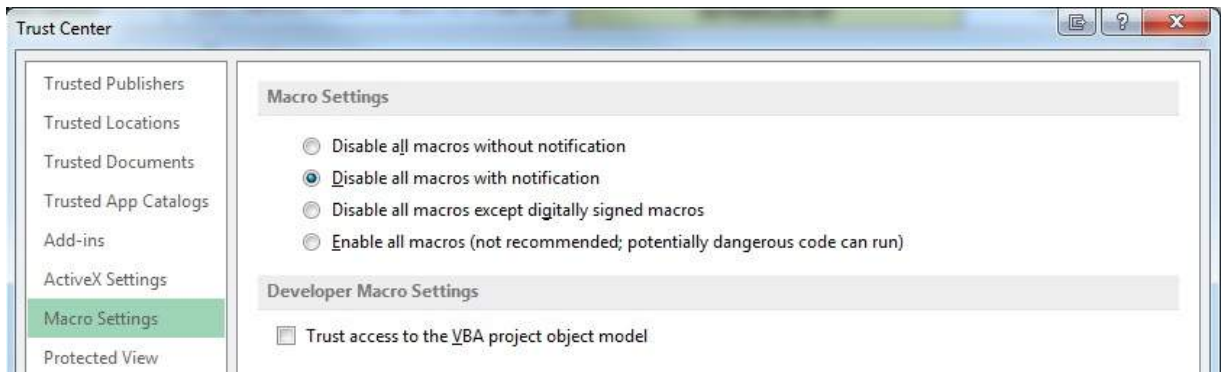 Trust Center
Trusted Publishers
Trusted Locations
Trusted Documents
Trusted App Catalogs
Add-ins
ActiveX Settings
Macro Settings
Protected View
Macro Settings
Disable all macros without notification
Disable all macros with notification
Disable all macros except digitally signed macros
Enable all macros (not recommended; potentially dangerous code can run)
Developer Macro Settings
Trust access to the VBA project object model